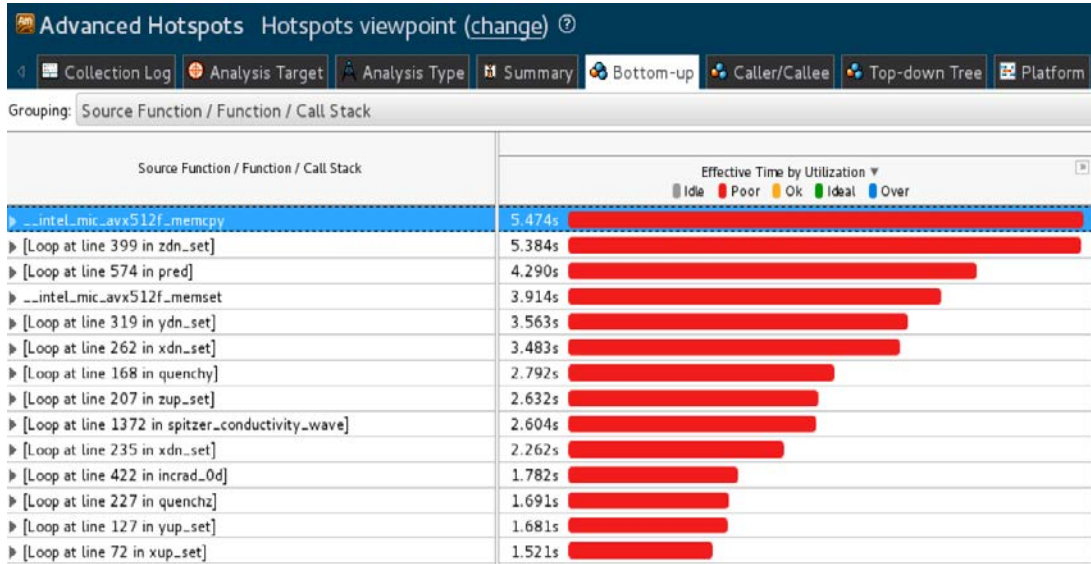 Am Advanced Hotspots Hotspots viewpoint (change) ?
Collection Log Analysis Target Analysis Type Summary Bottom-up Caller/Callee Top-down Tree Platform
Grouping: Source Function / Function / Call Stack
Source Function / Function / Call Stack
Effective Time by Utilization
Idle Poor Ok Ideal Over
__intel_mic_avx512f_memcpy 5.474s
[Loop at line 399 in zdn_set] 5.384s
[Loop at line 574 in pred] 4.290s
__intel_mic_avx512f_memset 3.914s
[Loop at line 319 in ydn_set] 3.563s
[Loop at line 262 in xdn_set] 3.483s
[Loop at line 168 in quenchy] 2.792s
[Loop at line 207 in zup_set] 2.632s
[Loop at line 1372 in spitzer_conductivity_wave] 2.604s
[Loop at line 235 in xdn_set] 2.262s
[Loop at line 422 in incrad_0d] 1.782s
[Loop at line 227 in quenchz] 1.691s
[Loop at line 127 in yup_set] 1.681s
[Loop at line 72 in xup_set] 1.521s